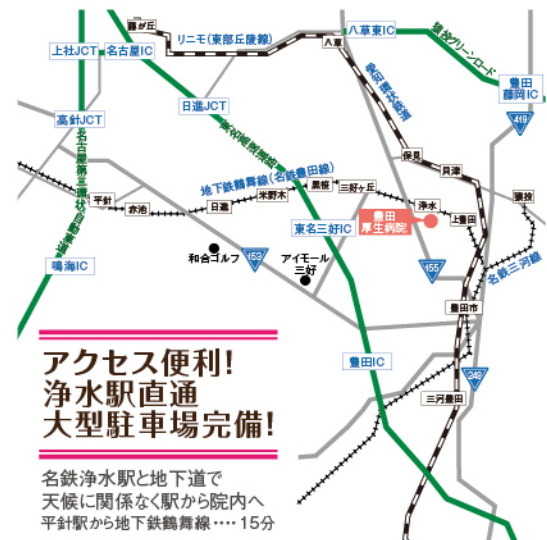 藤が丘
リニモ(東部丘陵線)
八草
八草東IC
猿投グリーンロード
上社JCT
名古屋IC
愛知環状鉄道
豊田
藤岡IC
日進JCT
419
高針JCT
東名高速道路
保見
貝津
名古屋第二環状自動車道
地下鉄鶴舞線(名鉄豊田線)
平針
赤池
日進
米野木
黒笹
三好ヶ丘
浄水
猿投
豊田
厚生病院
上豊田
東名三好IC
和合ゴルフ
153
アイモール
三好
155
名鉄三河線
鳴海IC
豊田市
アクセス便利!
浄水駅直通
大型駐車場完備!
豊田IC
248
三河豊田
名鉄浄水駅と地下道で
天候に関係なく駅から院内へ
平針駅から地下鉄鶴舞線‥‥15分